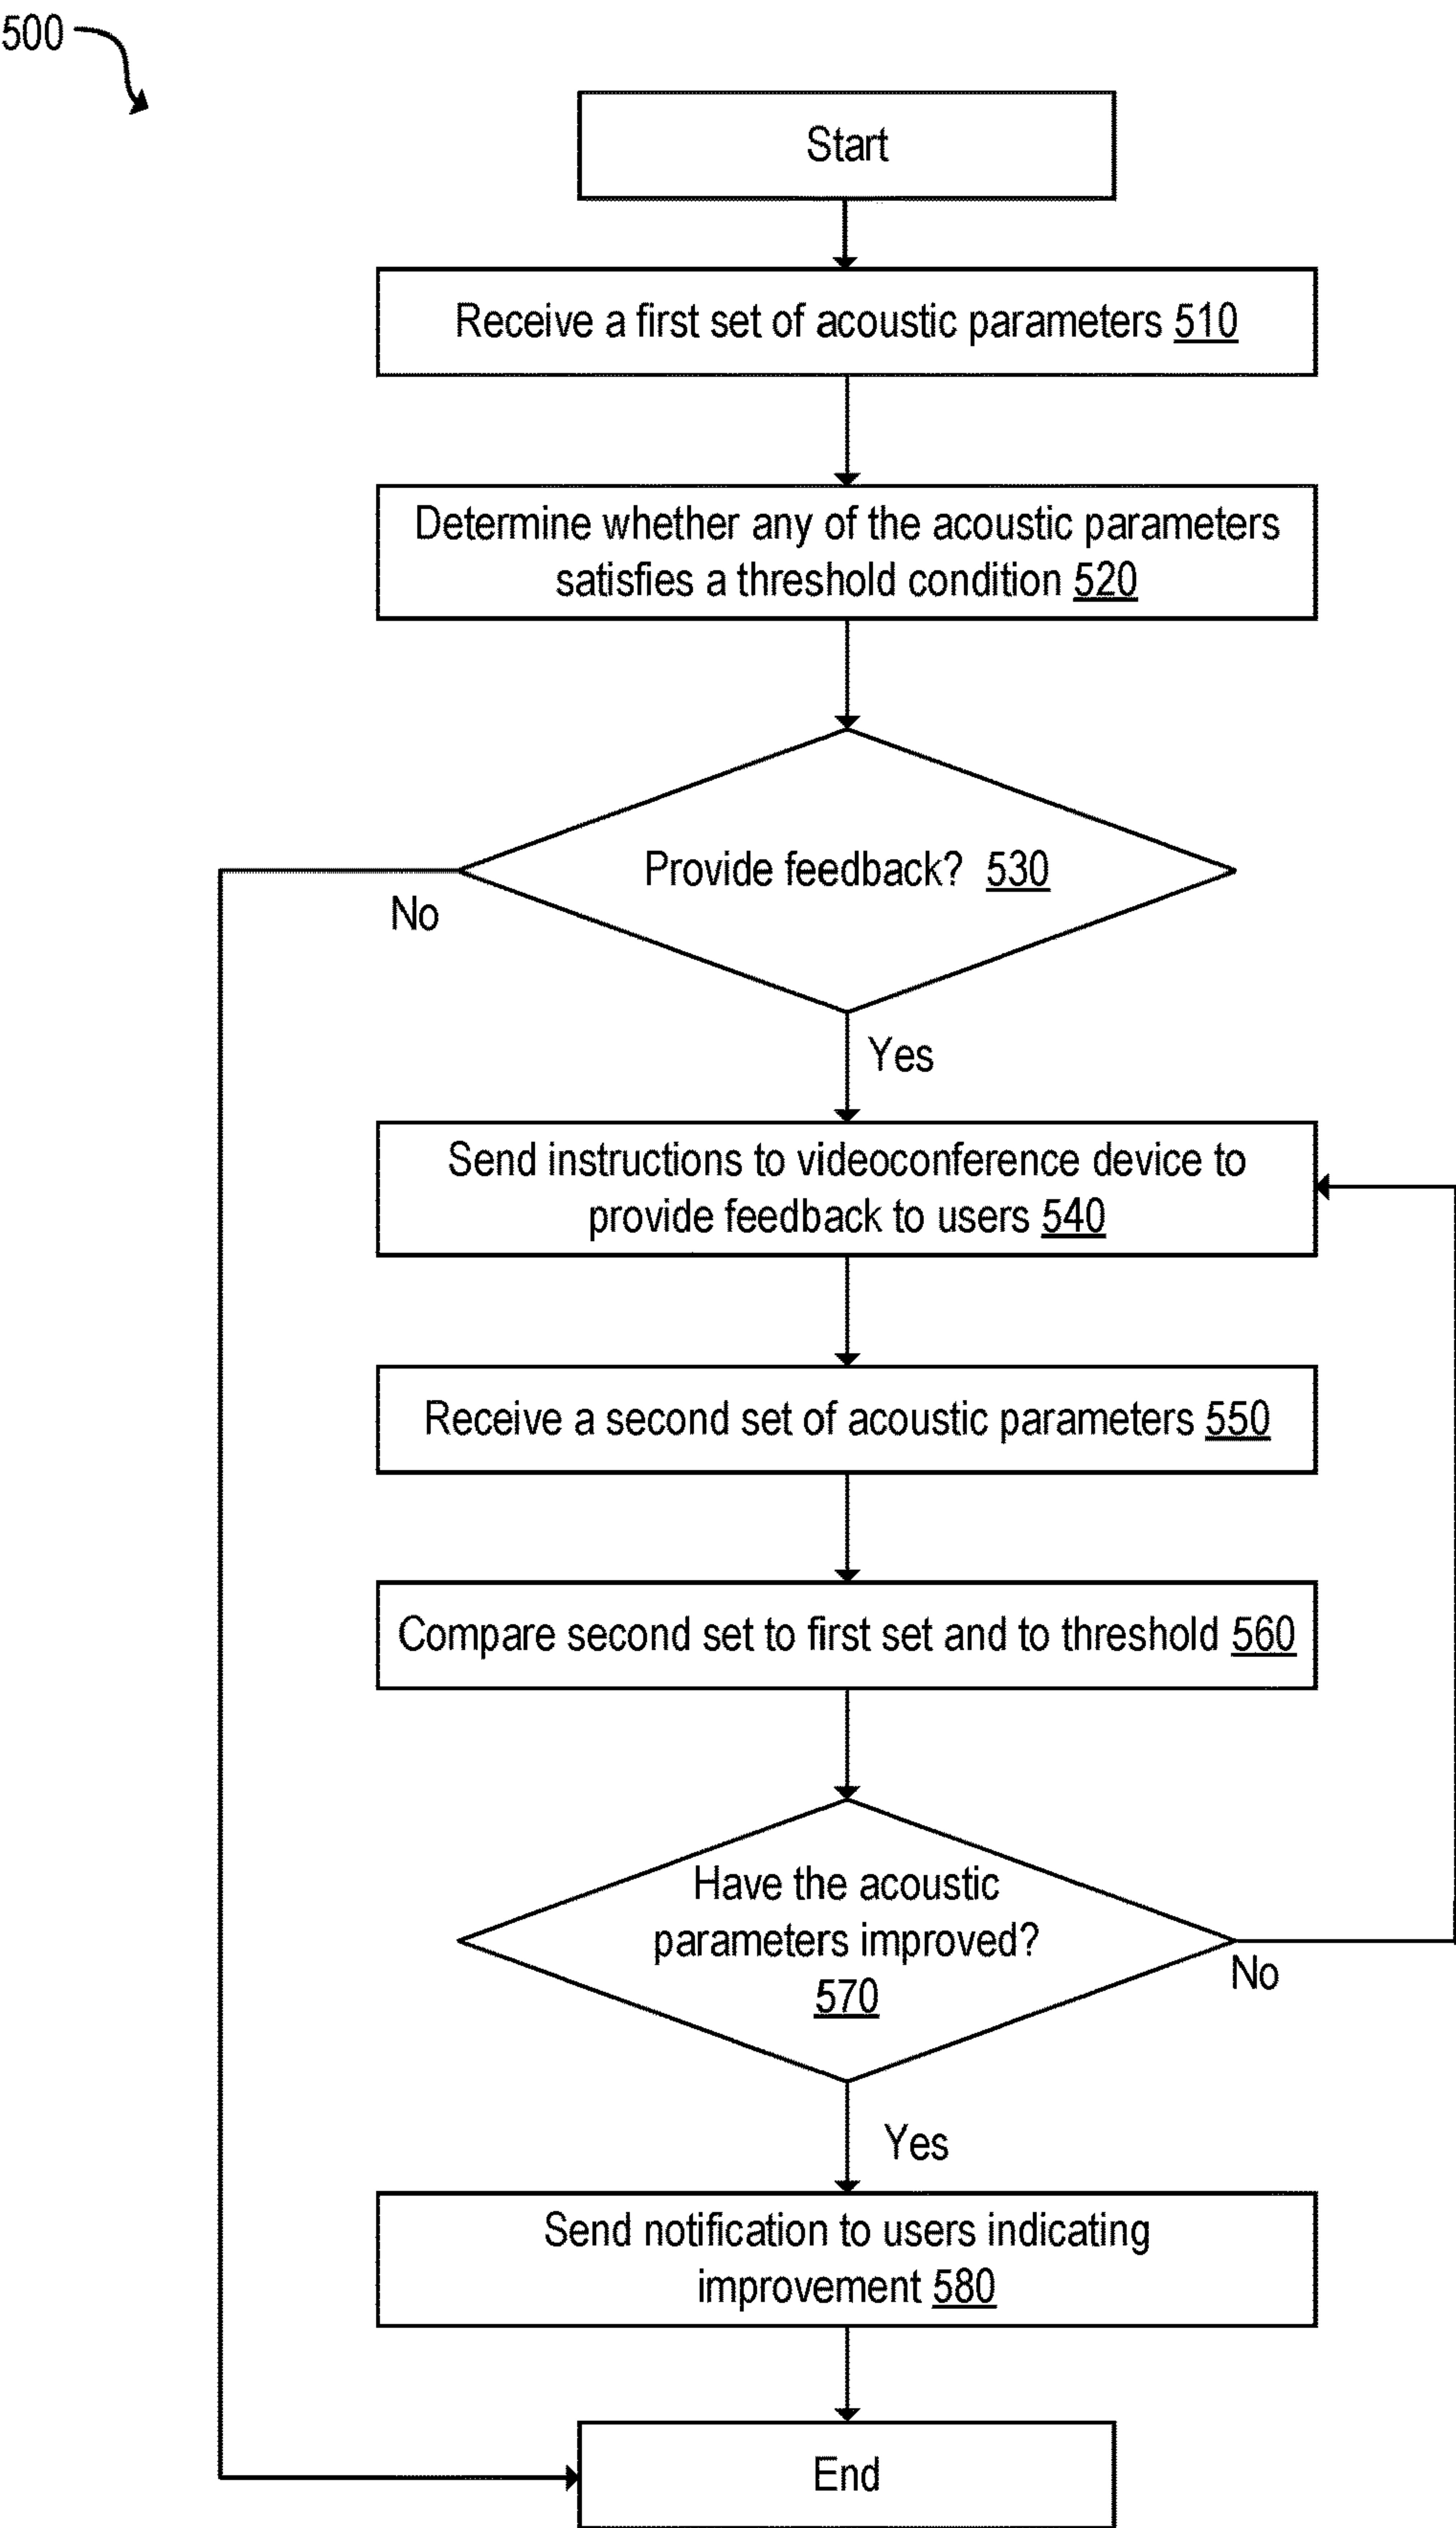 500
Start
Receive a first set of acoustic parameters 510
Determine whether any of the acoustic parameters
satisfies a threshold condition 520
Provide feedback? 530
No
Yes
Send instructions to videoconference device to
provide feedback to users 540
Receive a second set of acoustic parameters 550
Compare second set to first set and to threshold 560
Have the acoustic
parameters improved?
570
No
Yes
Send notification to users indicating
improvement 580
End